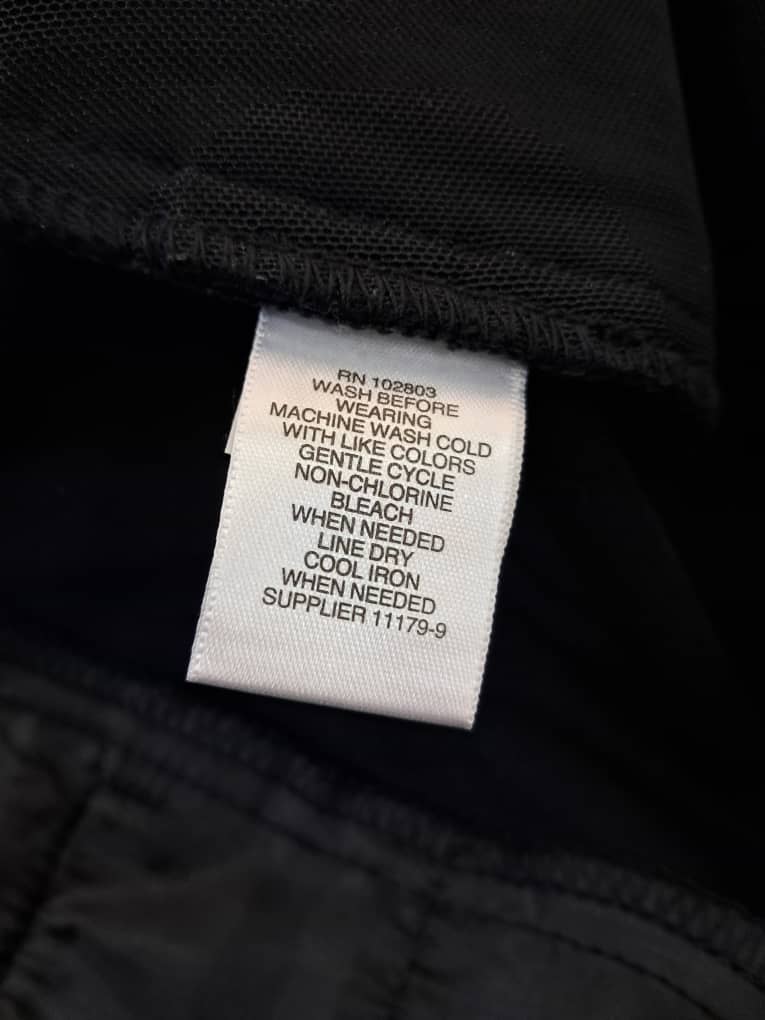 RN 102803
WASH BEFORE
WEARING
MACHINE WASH COLD
WITH LIKE COLORS
GENTLE CYCLE
NON-CHLORINE
BLEACH
WHEN NEEDED
LINE DRY
COOL IRON
WHEN NEEDED
SUPPLIER 11179-9